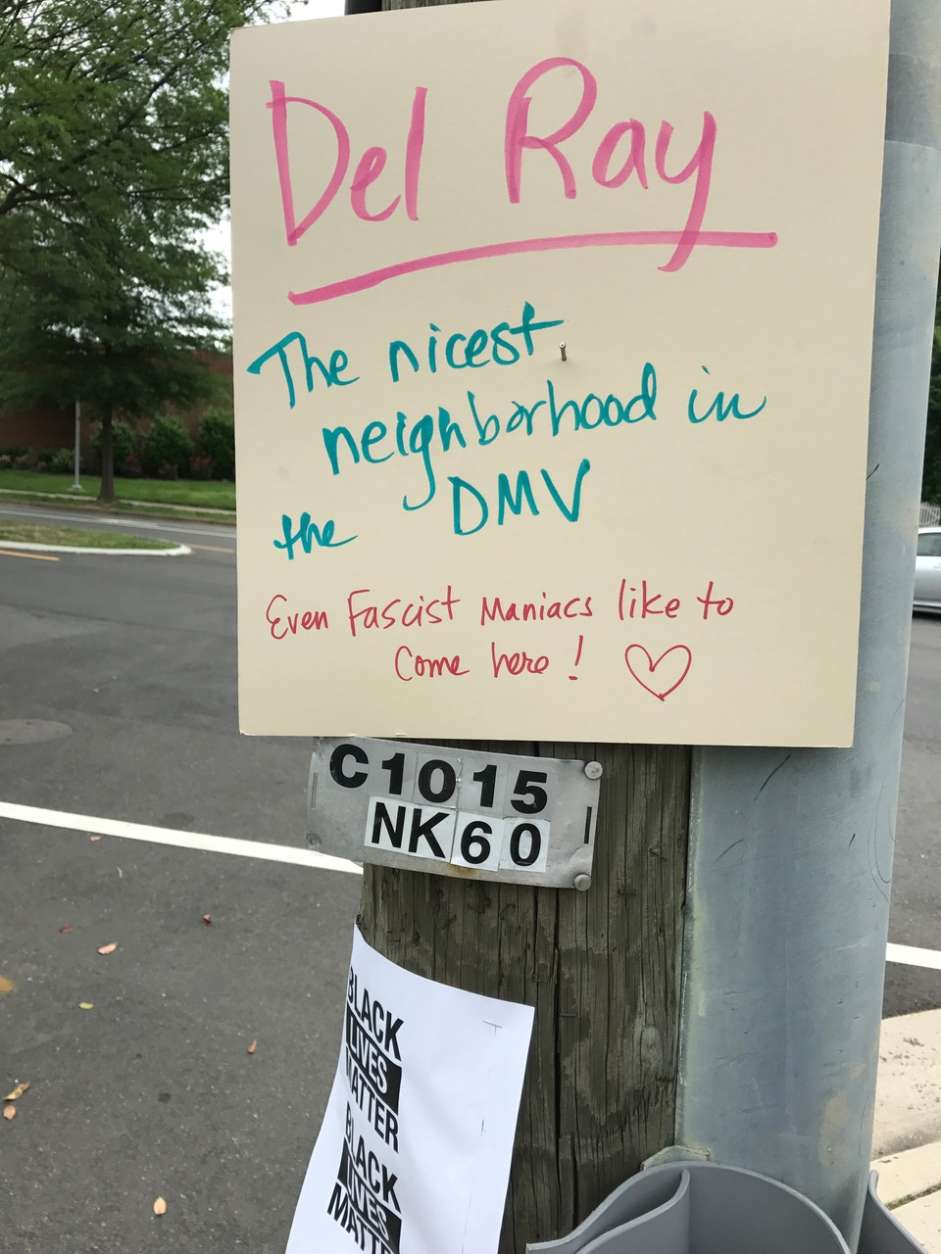 Del Ray
The nicest
neighborhood in
the DMV
Even Fascist Maniacs like to
Come here!
C1015
NK60
BLACK
LIVES
MATTER
BLACK
LIVES
MATT